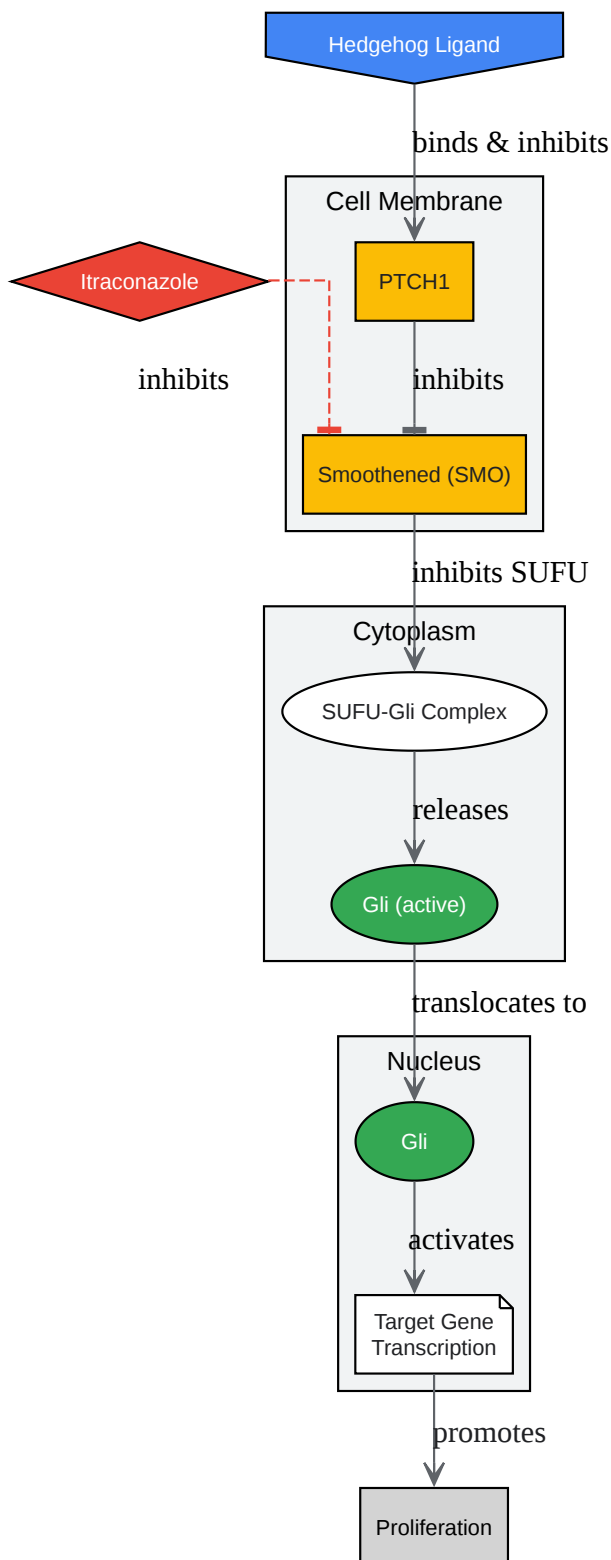 Hedgehog Ligand
binds & inhibits
Cell Membrane
Itraconazole
PTCH1
inhibits
inhibits
Smoothened (SMO)
inhibits SUFU
Cytoplasm
SUFU-Gli Complex
releases
Gli (active)
translocates to
Nucleus
Gli
activates
Target Gene
Transcription
promotes
Proliferation